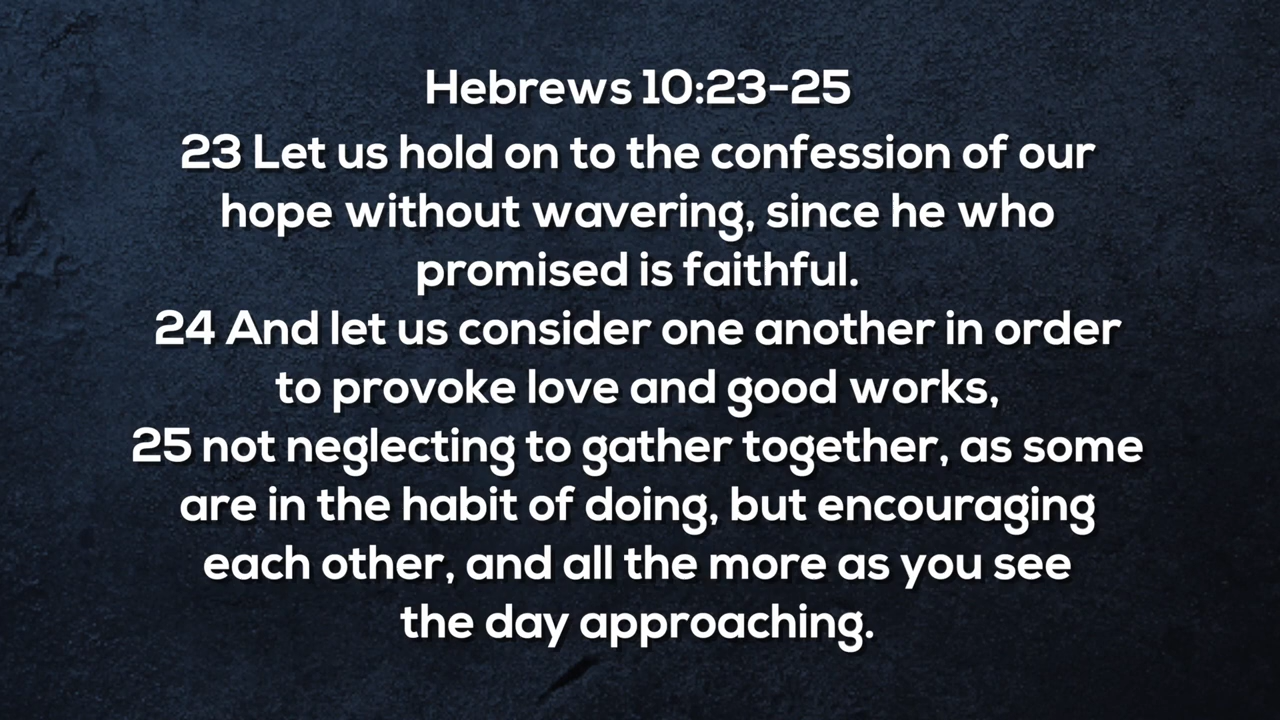 Hebrews 10:23-25
23 Let us hold on to the confession of our
hope without wavering, since he who
promised is faithful.
24 And let us consider one another in order
to provoke love and good works,
25 not neglecting to gather together, as some
are in the habit of doing, but encouraging
each other, and all the more as you see
the day approaching.